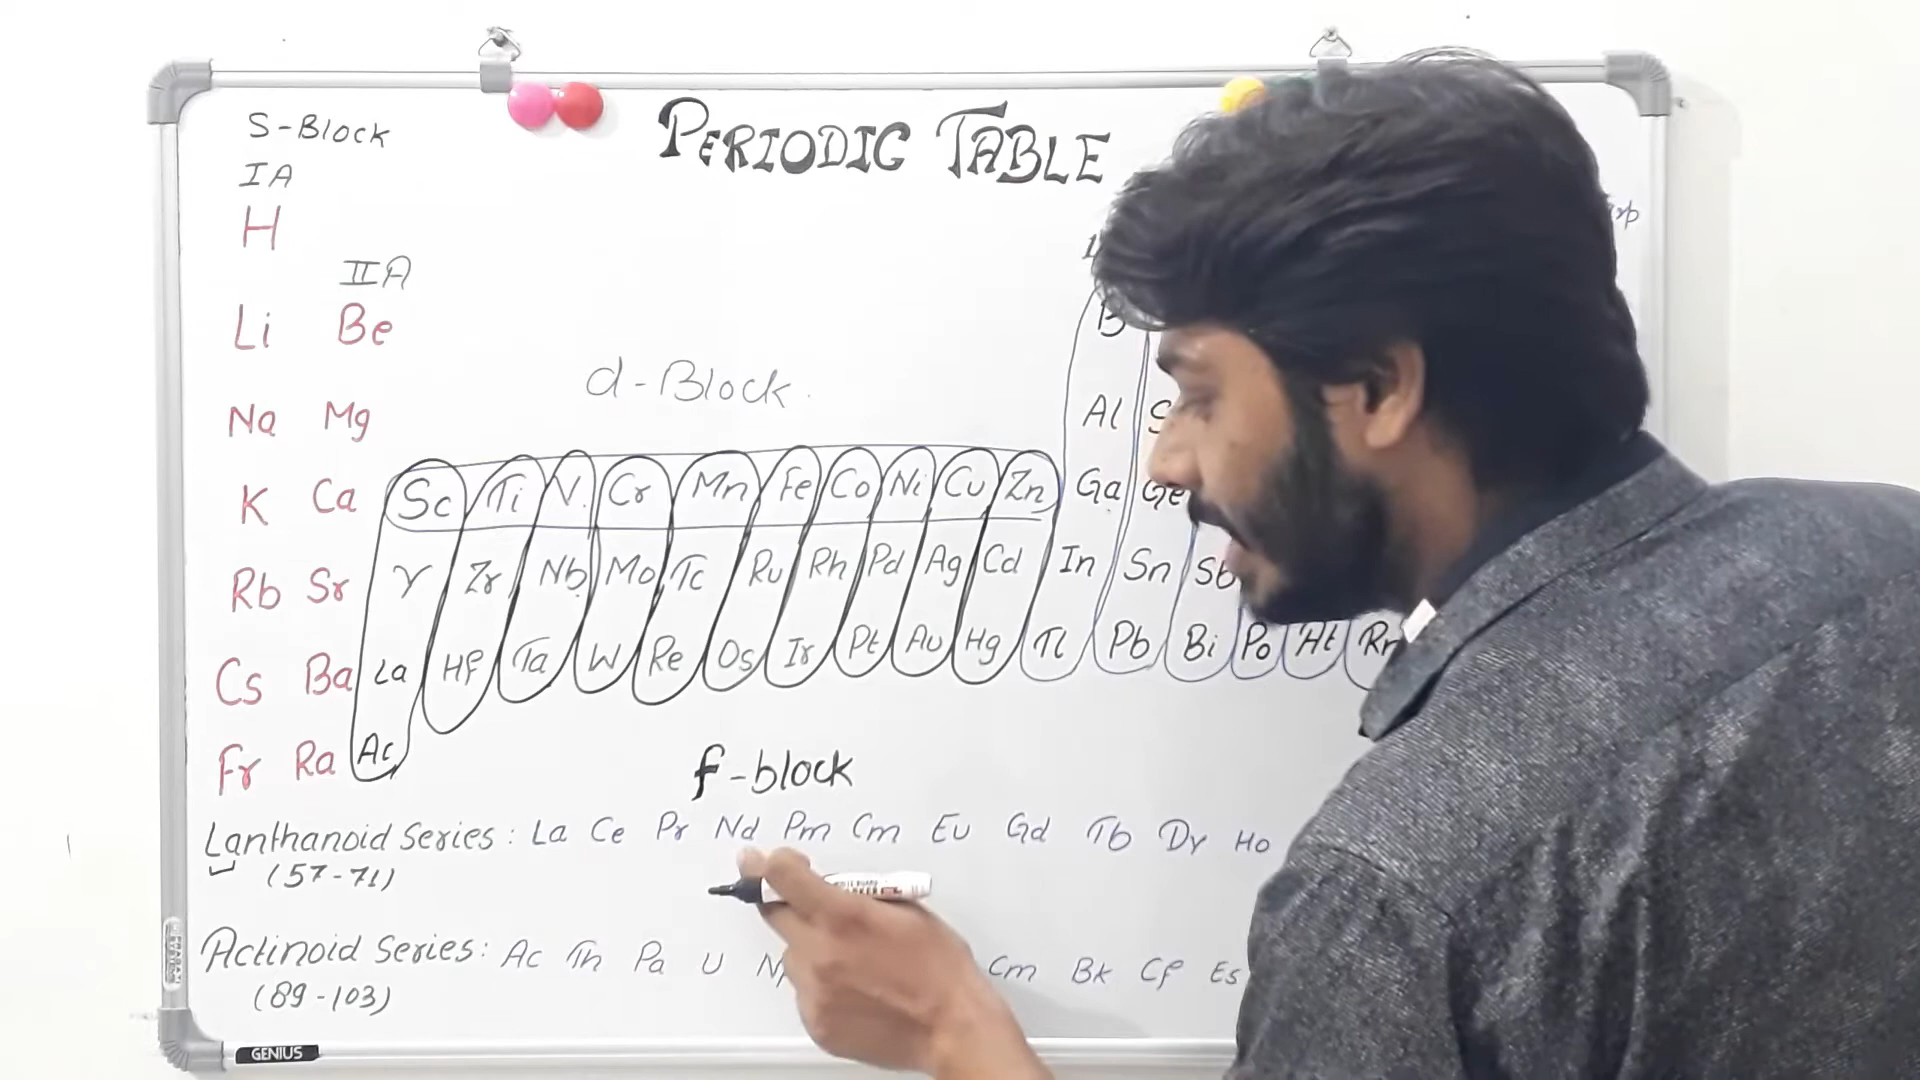 PERIODIC TABLE
S-Block
IA
H
IIA
Li Be
B
d-Block
Na Mg Al
K Ca Sc Ti V Cr Mn Fe Co Ni Cu Zn Ga Ge
Rb Sr Y Zr Nb Mo Tc Ru Rh Pd Ag Cd In Sn Sb
Cs Ba La Hf Ta W Re Os Ir Pt Au Hg Tl Pb Bi Po At Rn
Fr Ra Ac
f-block
Lanthanoid Series: La Ce Pr Nd Pm Cm Eu Gd Tb Dy Ho
(57-71)
Actinoid Series: Ac Th Pa U Np Cm Bk Cf Es
(89-103)
GENIUS